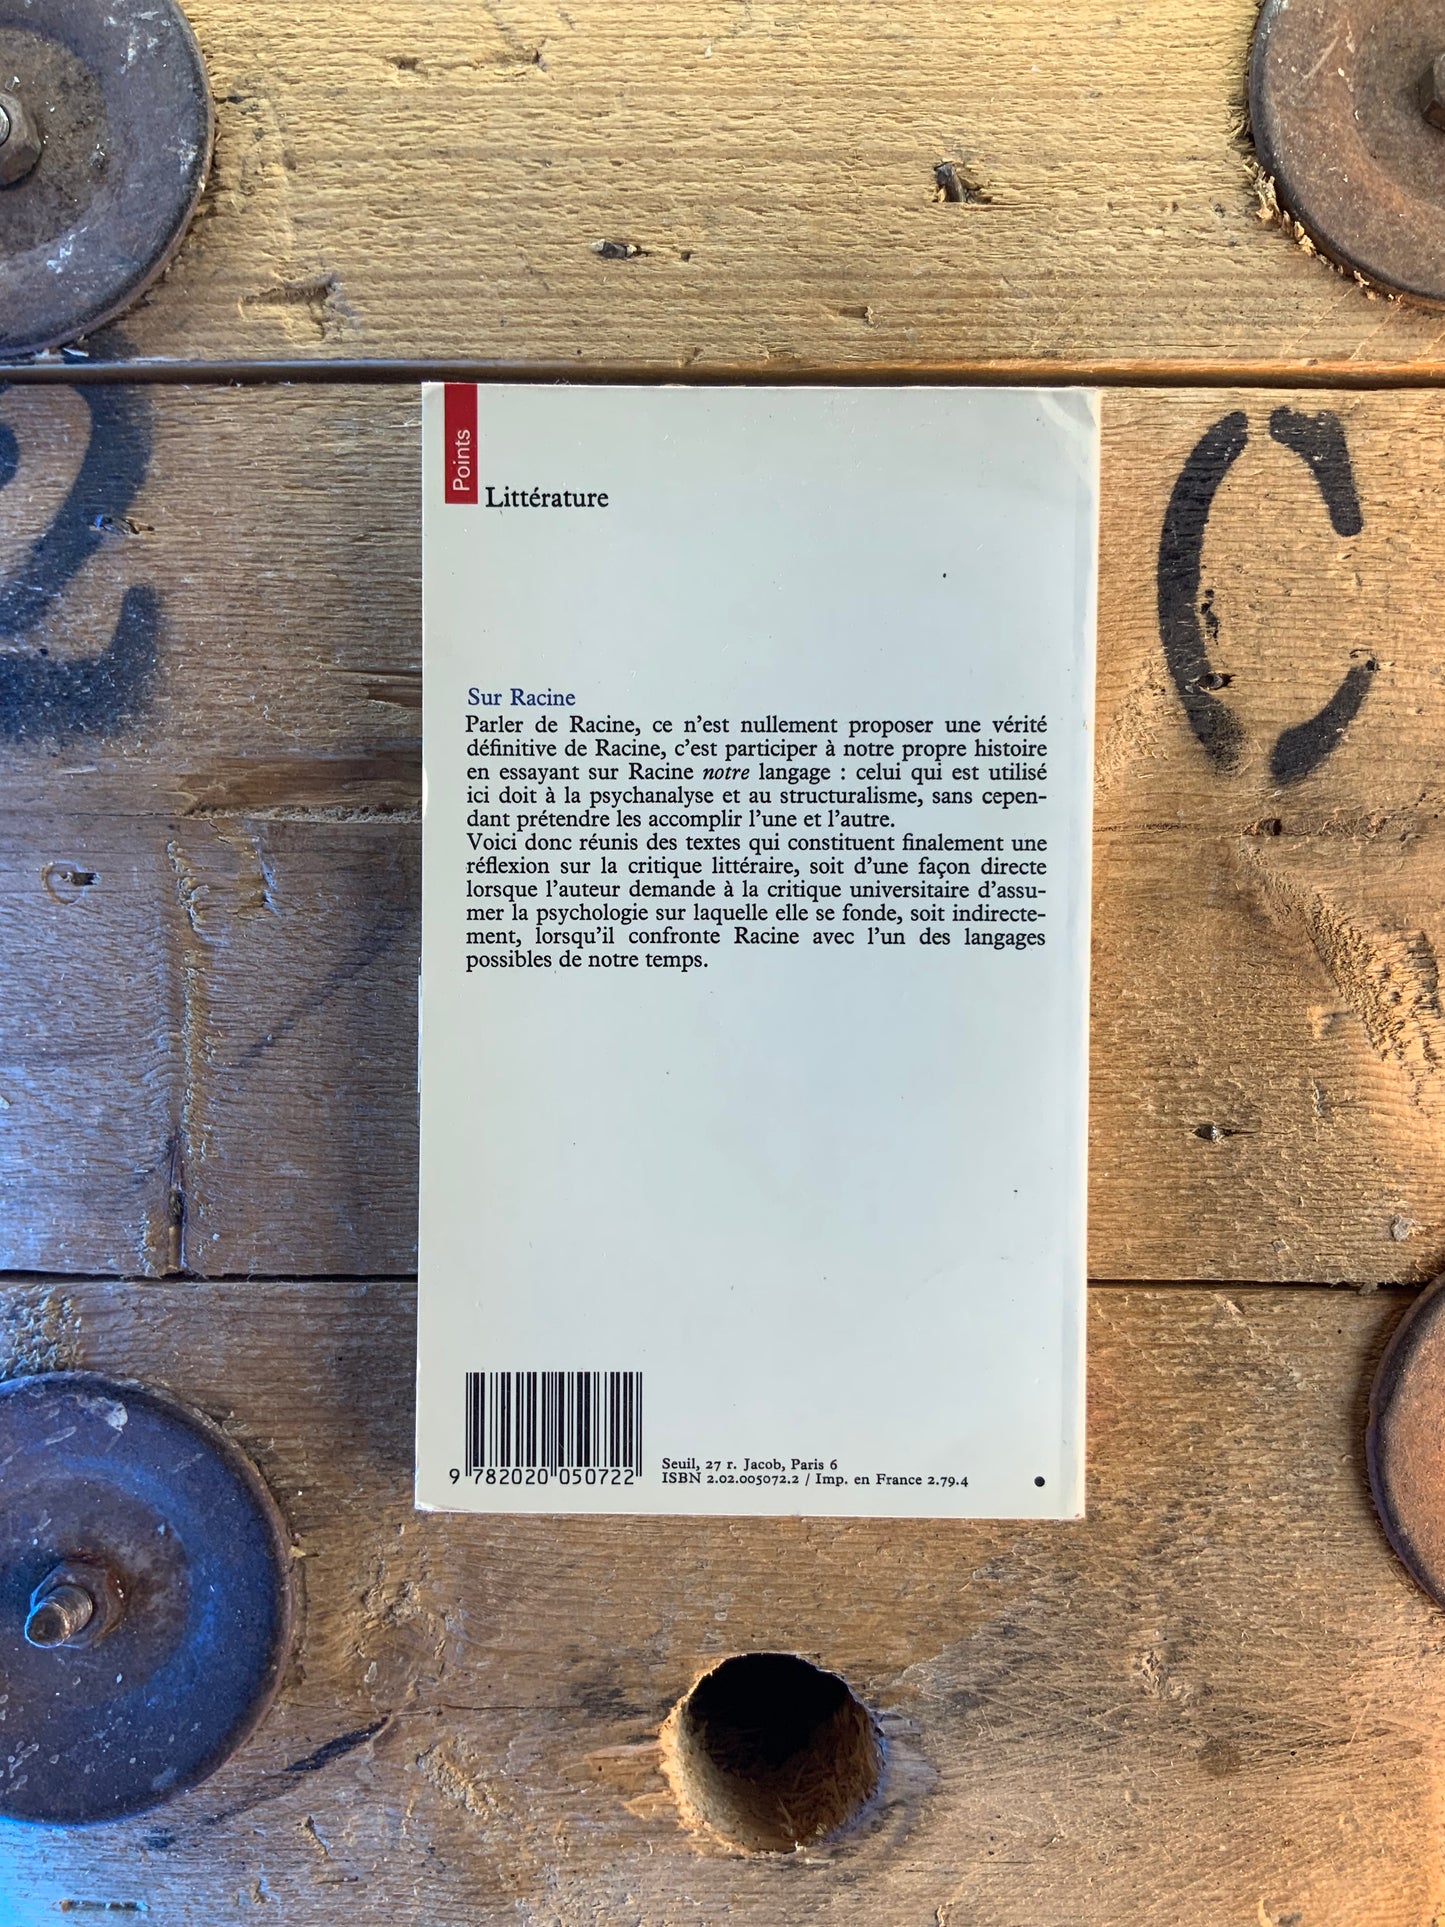 Points
Littérature
Sur Racine
Parler de Racine, ce n'est nullement proposer une vérité
définitive de Racine, c'est participer à notre propre histoire
en essayant sur Racine notre langage : celui qui est utilisé
ici doit à la psychanalyse et au structuralisme, sans cepen-
dant prétendre les accomplir l'une et l'autre.
Voici donc réunis des textes qui constituent finalement une
réflexion sur la critique littéraire, soit d'une façon directe
lorsque l'auteur demande à la critique universitaire d'assu-
mer la psychologie sur laquelle elle se fonde, soit indirecte-
ment, lorsqu'il confronte Racine avec l'un des langages
possibles de notre temps.
9 782020 050722
Seuil, 27 r. Jacob, Paris 6
ISBN 2.02.005072.2 / Imp. en France 2.79.4